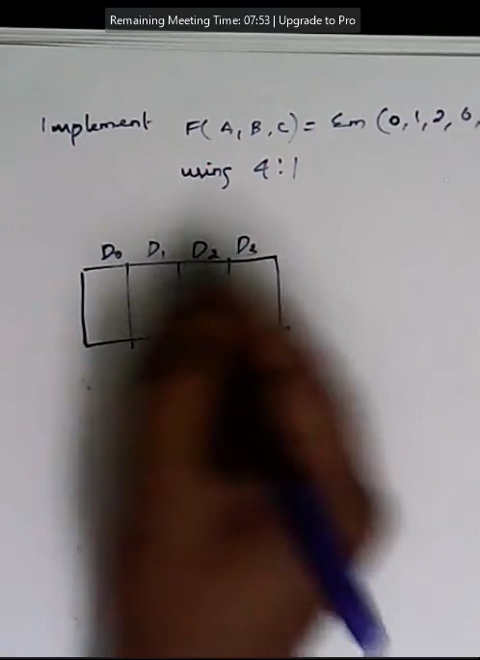 Remaining Meeting Time: 07:53 | Upgrade to Pro
Implement F(A,B,C)= Σm (0,1,2,6,
using 4:1
D0 D1 D2 D3